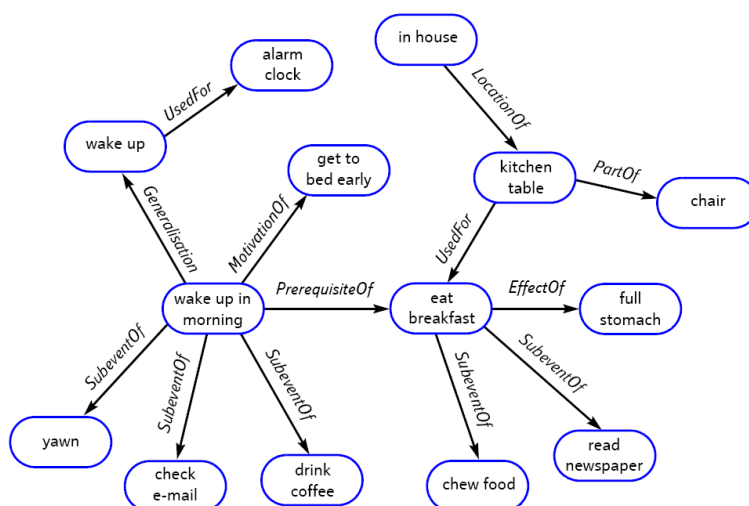 in house
alarm
clock
UsedFor
LocationOf
wake up
get to
bed early
kitchen
table
PartOf
chair
Generalisation
MotivationOf
UsedFor
wake up in
morning
PrerequisiteOf
eat
breakfast
EffectOf
full
stomach
SubeventOf
SubeventOf
SubeventOf
SubeventOf
SubeventOf
yawn
check
e-mail
drink
coffee
chew food
read
newspaper